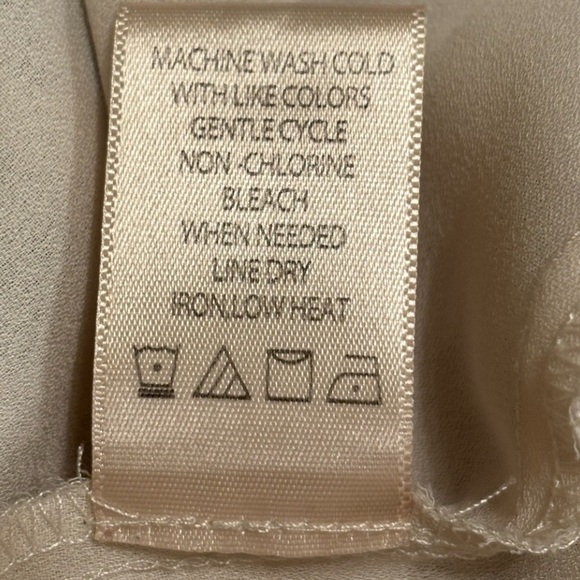 MACHINE WASH COLD
WITH LIKE COLORS
GENTLE CYCLE
NON-CHLORINE
BLEACH
WHEN NEEDED
LINE DRY
IRON,LOW HEAT